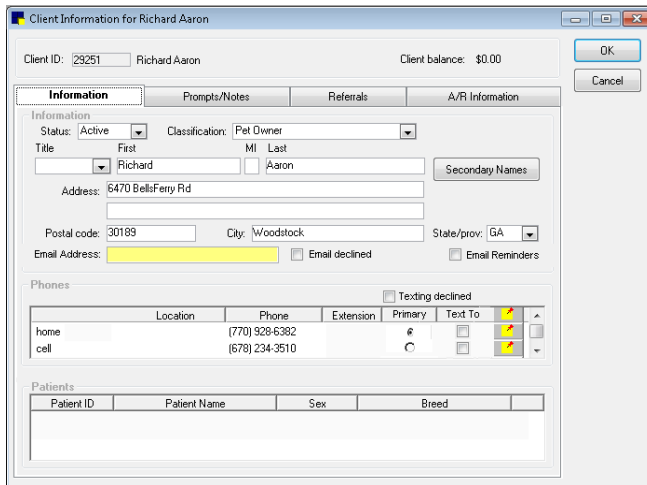 Client Information for Richard Aaron
OK
Client ID: 29251 Richard Aaron Client balance: $0.00
Cancel
Information Prompts/Notes Referrals A/R Information
Information
Status: Active Classification: Pet Owner
Title First MI Last
Richard Aaron Secondary Names
Address: 6470 BellsFerry Rd
Postal code: 30189 City: Woodstock State/prov: GA
Email Address: Email declined Email Reminders
Phones
Texting declined
Location Phone Extension Primary Text To
home (770) 928-6382
cell (678) 234-3510
Patients
Patient ID Patient Name Sex Breed